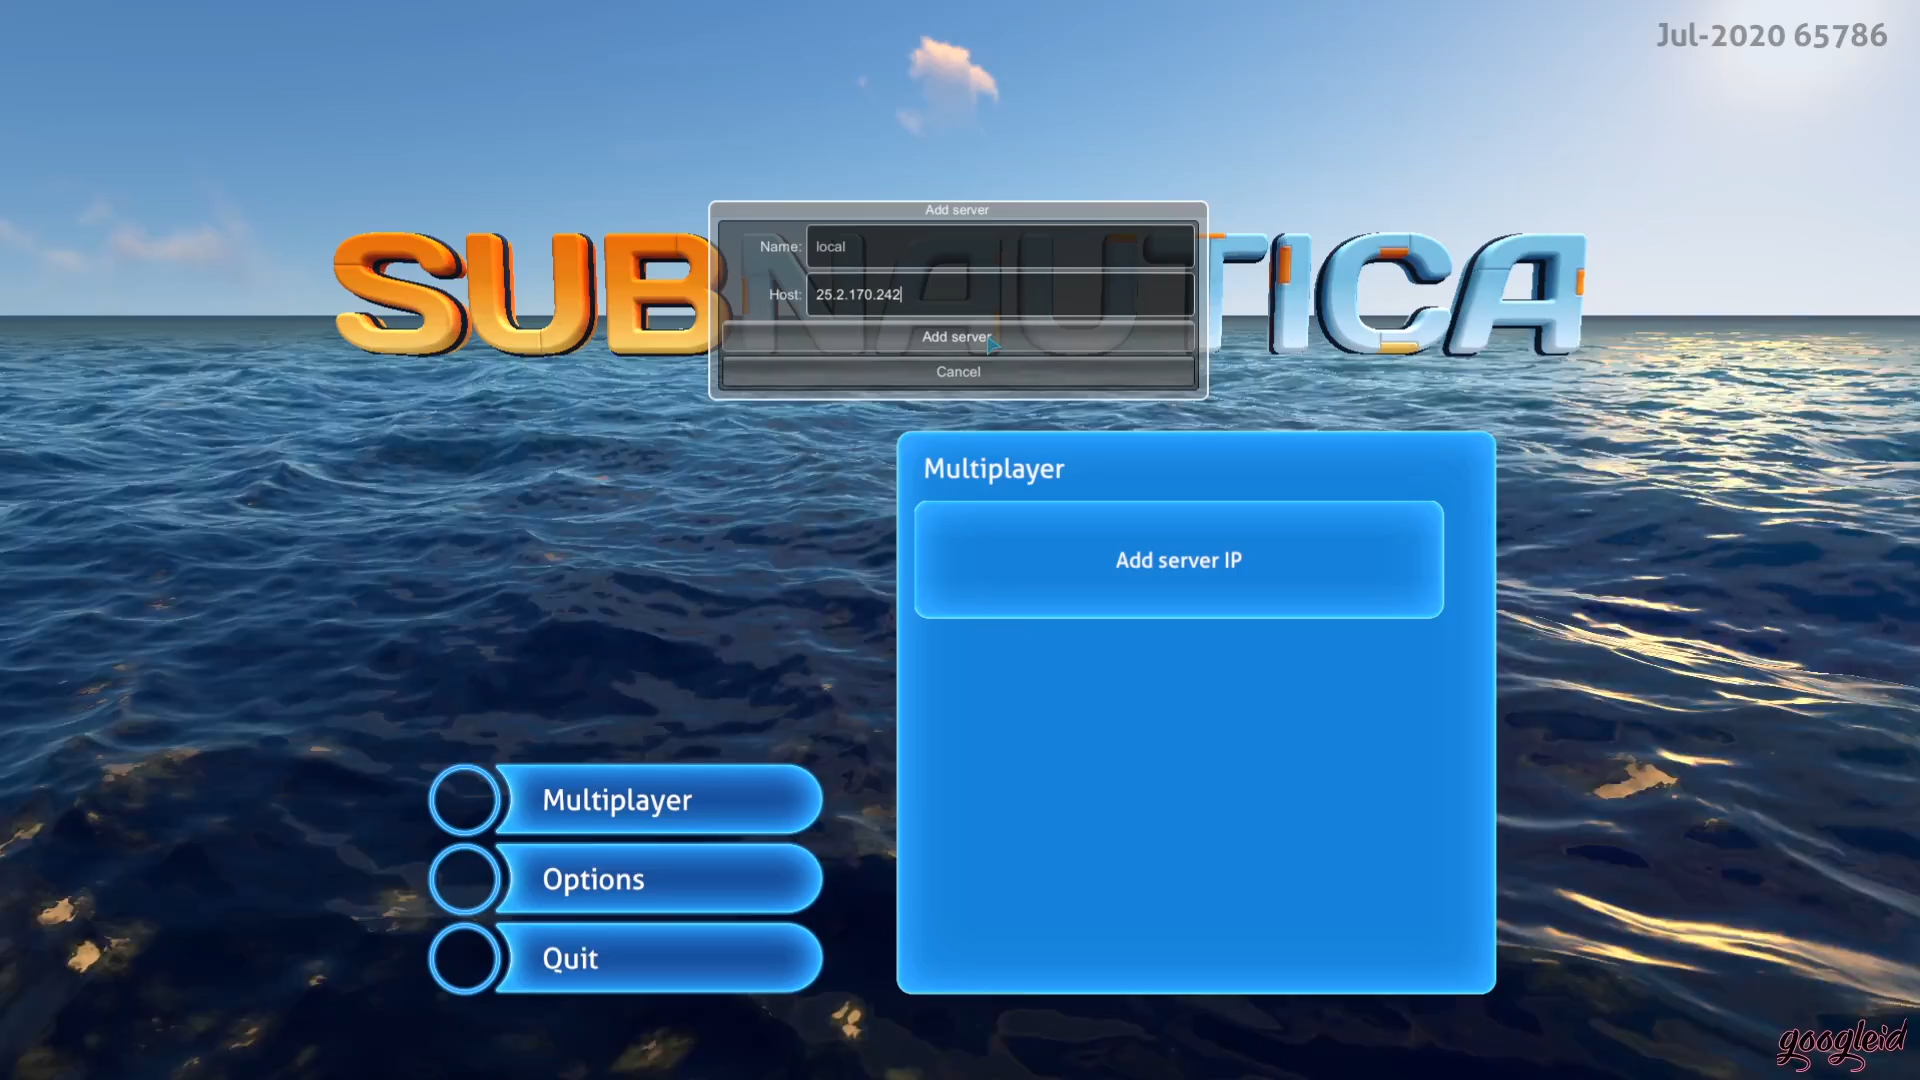 Jul-2020 65786
SUBNAUTICA
Add server
Name: local
Host: 25.2.170.242
Add server
Cancel
Multiplayer
Add server IP
Multiplayer
Options
Quit
googleid